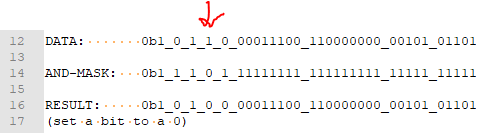 12 DATA: 0b1_0_1_1_0_00011100_110000000_00101_01101
13
14 AND-MASK: 0b1_1_1_0_1_11111111_111111111_11111_11111
15
16 RESULT: 0b1_0_1_0_0_00011100_110000000_00101_01101
17 (set a bit to a 0)